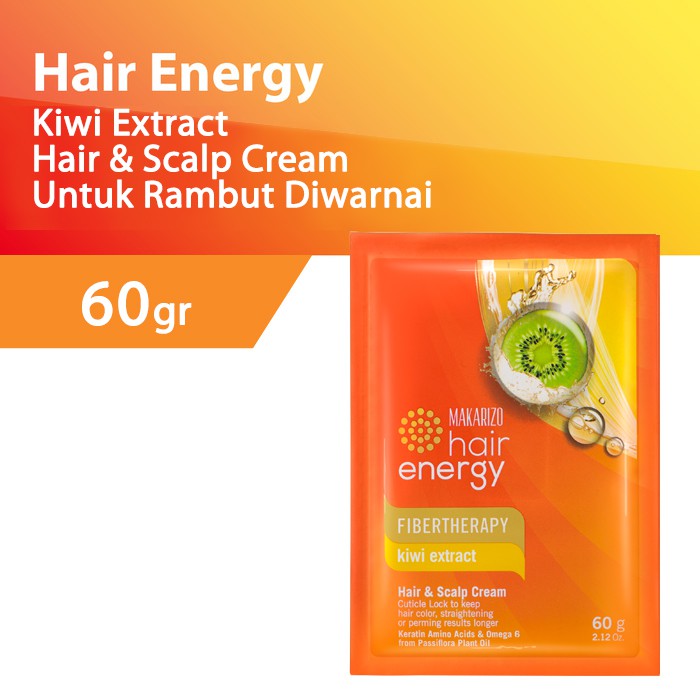 Hair Energy
Kiwi Extract
Hair & Scalp Cream
Untuk Rambut Diwarnai
60gr
MAKARIZO
hair
energy
FIBERTHERAPY
kiwi extract
Hair & Scalp Cream
Cuticle Lock to keep
hair color, straightening
or perming results longer
Keratin Amino Acids & Omega 6
from Passiflora Plant Oil
60 g
2.12 Oz.